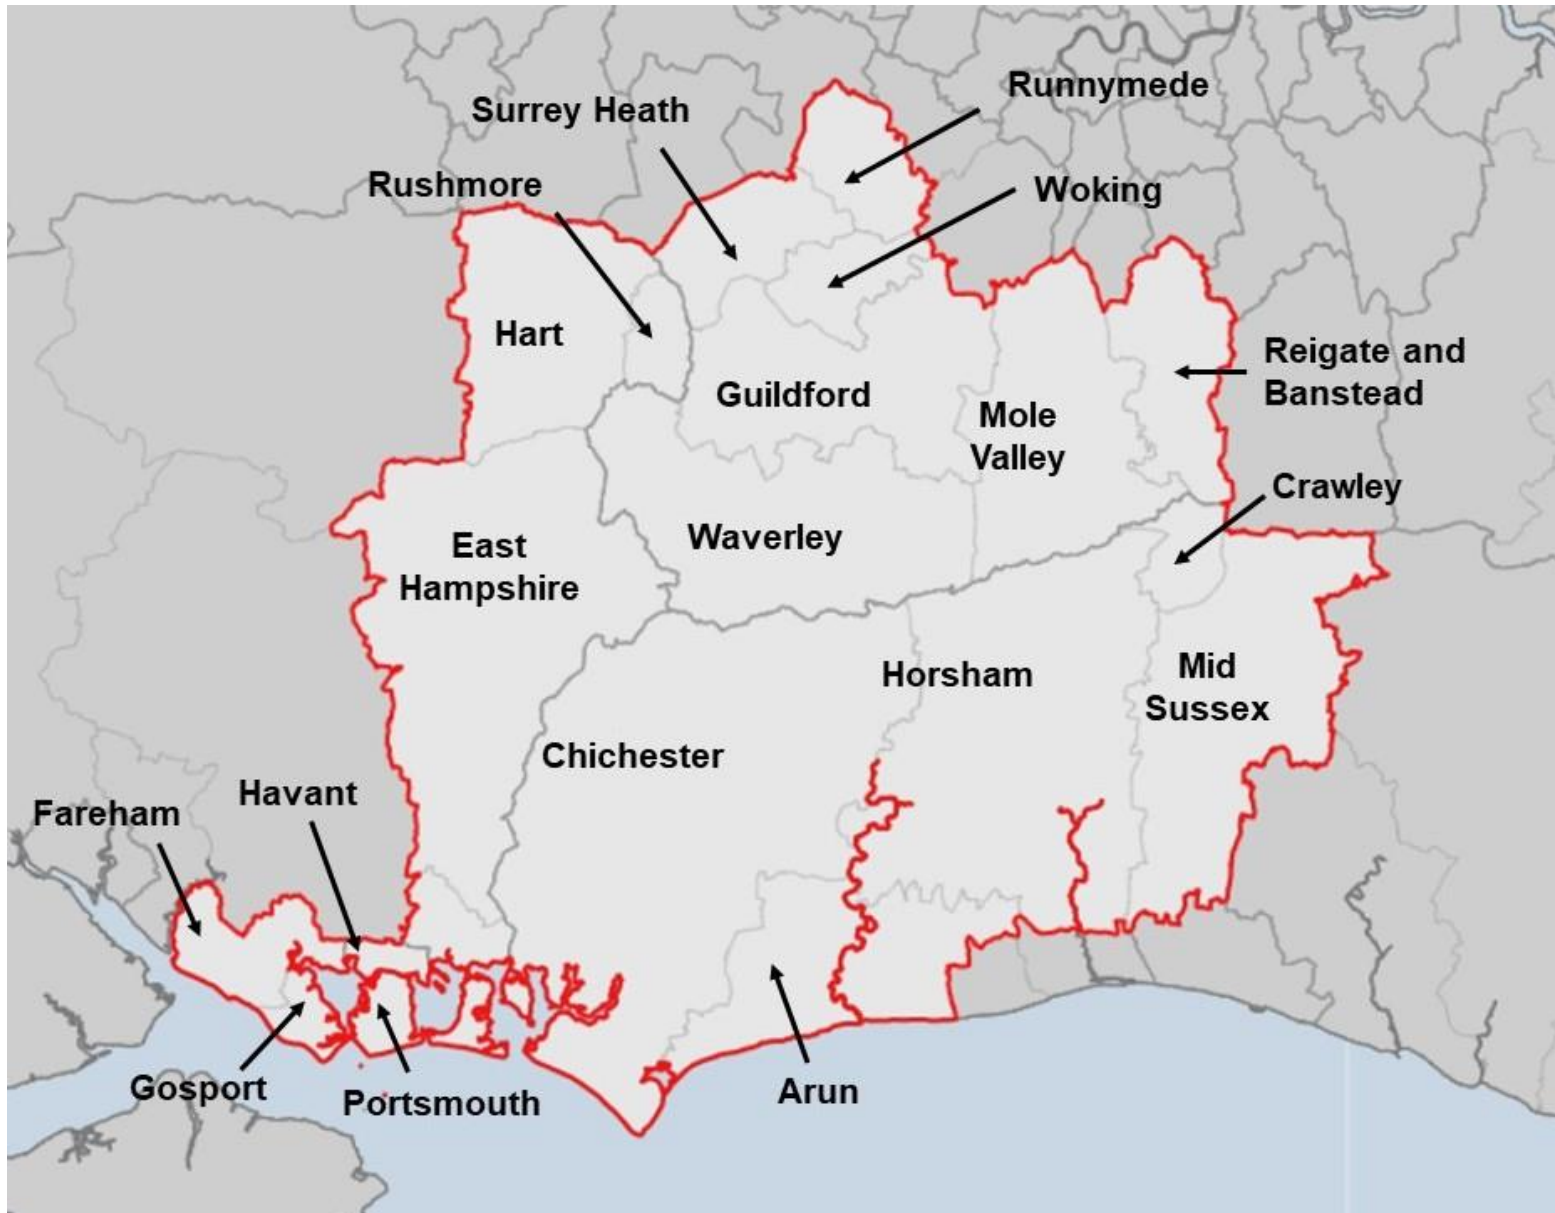 Runnymede
Surrey Heath
Rushmore
Woking
Hart
Reigate and
Banstead
Guildford
Mole
Valley
Crawley
Waverley
East
Hampshire
Horsham
Mid
Sussex
Chichester
Havant
Fareham
Gosport
Portsmouth
Arun